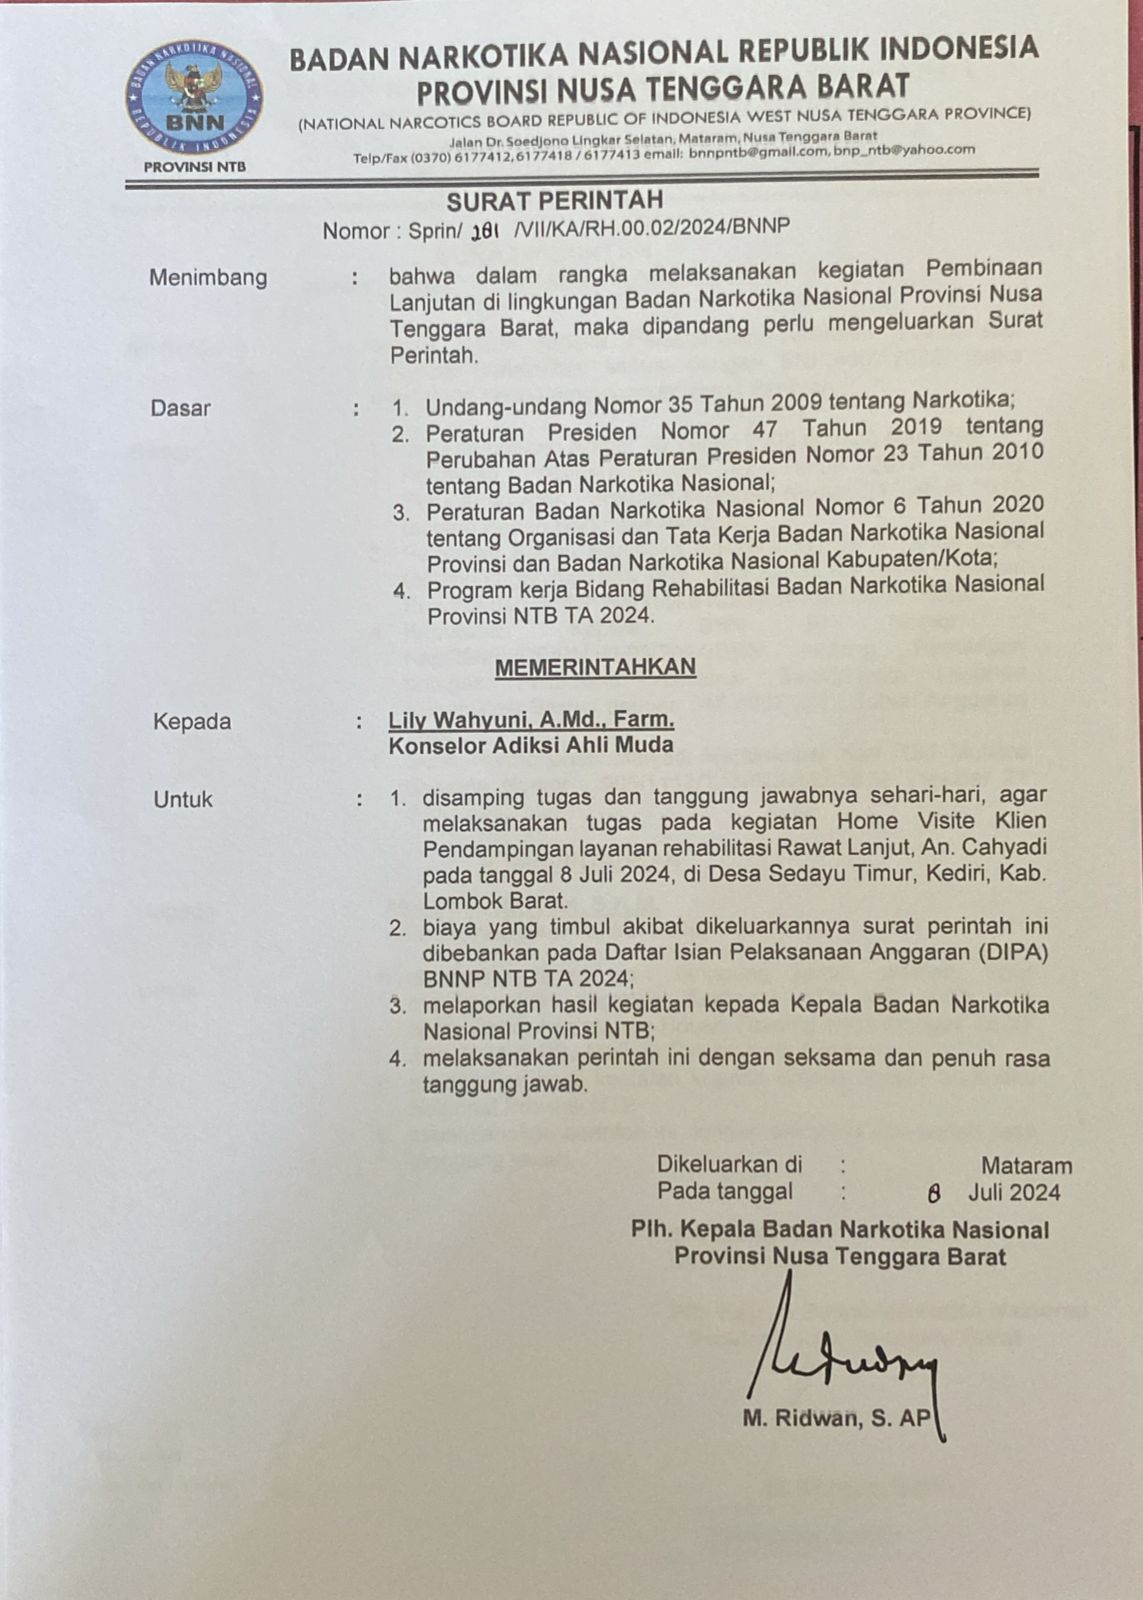 BADAN NARKOTIKA NASIONAL
REPUBLIK INDONESIA
BNN
PROVINSI NTB
BADAN NARKOTIKA NASIONAL REPUBLIK INDONESIA
PROVINSI NUSA TENGGARA BARAT
(NATIONAL NARCOTICS BOARD REPUBLIC OF INDONESIA WEST NUSA TENGGARA PROVINCE)
Jalan Dr. Soedjono Lingkar Selatan, Mataram, Nusa Tenggara Barat
Telp/Fax (0370) 6177412, 6177418 / 6177413 email: bnnpntb@gmail.com, bnp_ntb@yahoo.com
SURAT PERINTAH
Nomor : Sprin/ /VII/KA/RH.00.02/2024/BNNP
Menimbang : bahwa dalam rangka melaksanakan kegiatan Pembinaan
Lanjutan di lingkungan Badan Narkotika Nasional Provinsi Nusa
Tenggara Barat, maka dipandang perlu mengeluarkan Surat
Perintah.
Dasar : 1. Undang-undang Nomor 35 Tahun 2009 tentang Narkotika;
2. Peraturan Presiden Nomor 47 Tahun 2019 tentang
Perubahan Atas Peraturan Presiden Nomor 23 Tahun 2010
tentang Badan Narkotika Nasional;
3. Peraturan Badan Narkotika Nasional Nomor 6 Tahun 2020
tentang Organisasi dan Tata Kerja Badan Narkotika Nasional
Provinsi dan Badan Narkotika Nasional Kabupaten/Kota;
4. Program kerja Bidang Rehabilitasi Badan Narkotika Nasional
Provinsi NTB TA 2024.
MEMERINTAHKAN
Kepada : Lily Wahyuni, A.Md., Farm.
Konselor Adiksi Ahli Muda
Untuk : 1. disamping tugas dan tanggung jawabnya sehari-hari, agar
melaksanakan tugas pada kegiatan Home Visite Klien
Pendampingan layanan rehabilitasi Rawat Lanjut, An. Cahyadi
pada tanggal 8 Juli 2024, di Desa Sedayu Timur, Kediri, Kab.
Lombok Barat.
2. biaya yang timbul akibat dikeluarkannya surat perintah ini
dibebankan pada Daftar Isian Pelaksanaan Anggaran (DIPA)
BNNP NTB TA 2024;
3. melaporkan hasil kegiatan kepada Kepala Badan Narkotika
Nasional Provinsi NTB;
4. melaksanakan perintah ini dengan seksama dan penuh rasa
tanggung jawab.
Dikeluarkan di : Mataram
Pada tanggal : 8 Juli 2024
Plh. Kepala Badan Narkotika Nasional
Provinsi Nusa Tenggara Barat
M. Ridwan, S. AP